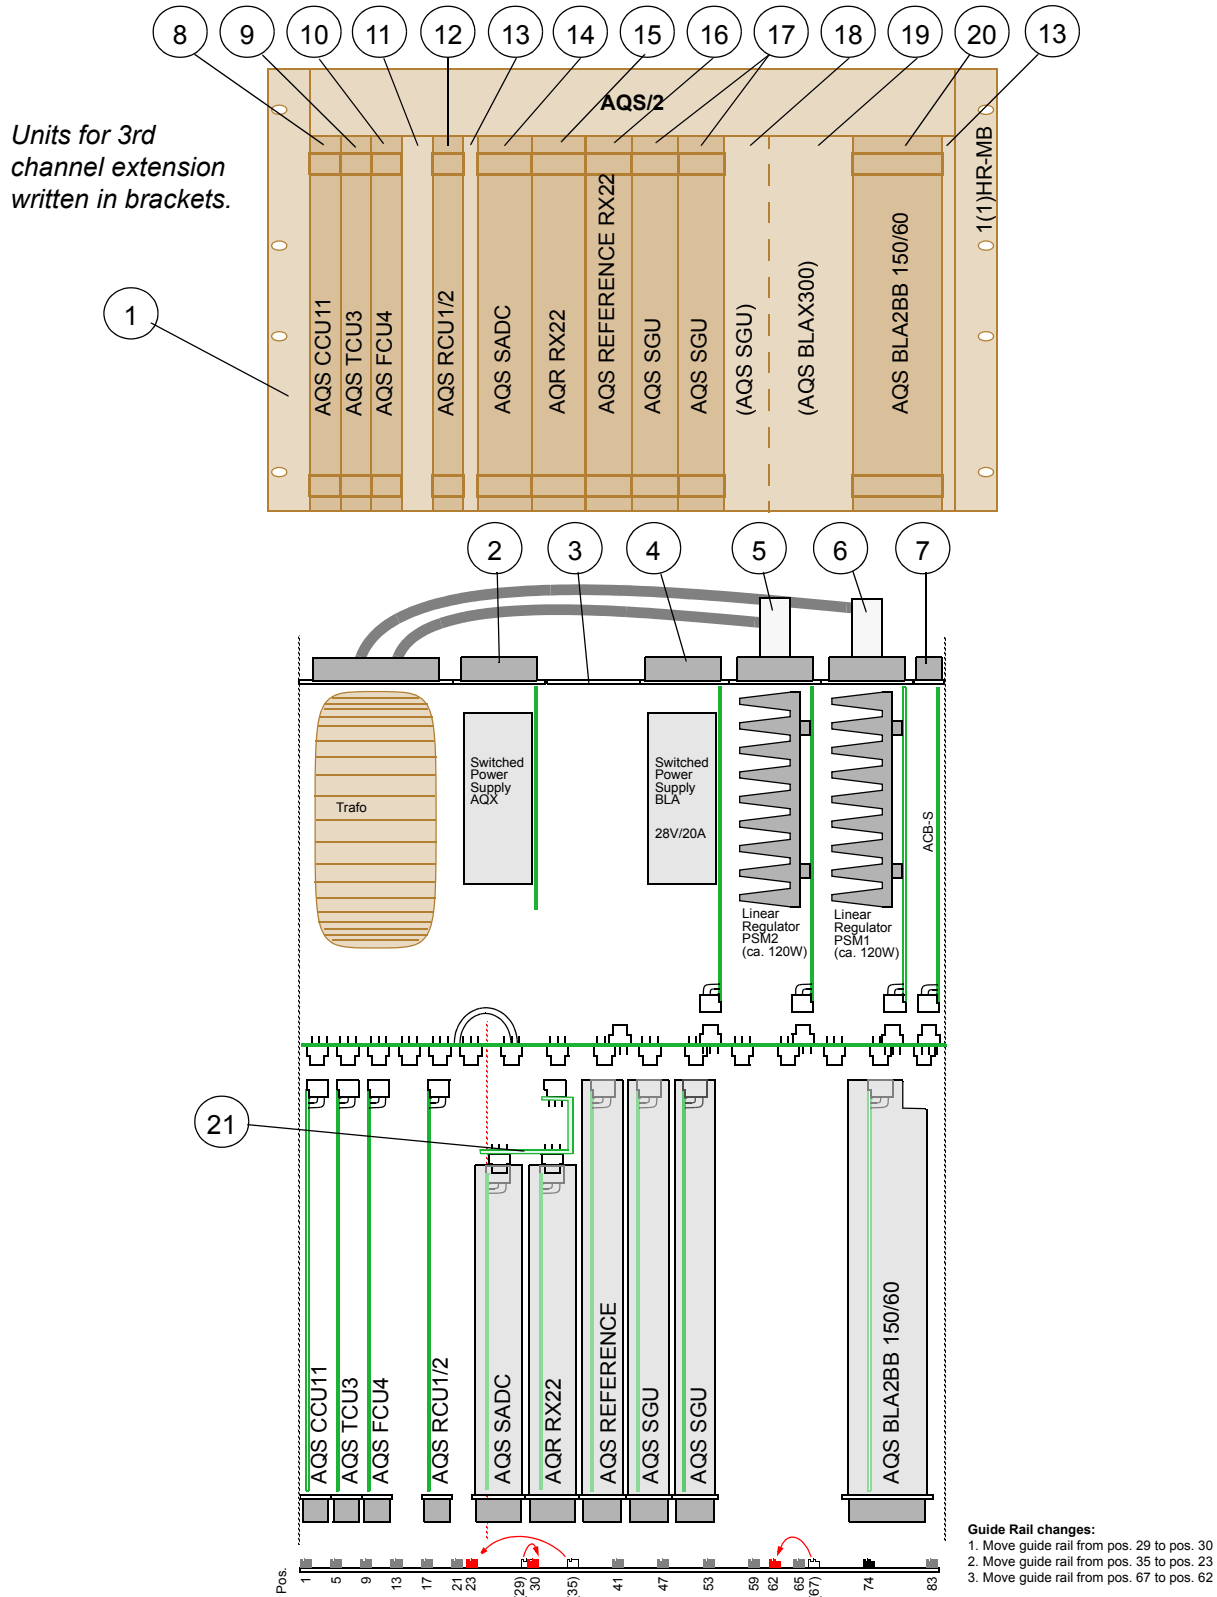 8 9 10 11 12 13 14 15 16 17 18 19 20 13
AQS/2
Units for 3rd
channel extension
written in brackets.
1
AQS CCU11
AQS TCU3
AQS FCU4
AQS RCU1/2
AQS SADC
AQR RX22
AQS REFERENCE RX22
AQS SGU
AQS SGU
(AQS SGU)
(AQS BLAX300)
AQS BLA2BB 150/60
1(1)HR-MB
2 3 4 5 6 7
Trafo
Switched
Power
Supply
AQX
Switched
Power
Supply
BLA
28V/20A
Linear
Regulator
PSM2
(ca. 120W)
Linear
Regulator
PSM1
(ca. 120W)
ACB-S
21
AQS CCU11
AQS TCU3
AQS FCU4
AQS RCU1/2
AQS SADC
AQR RX22
AQS REFERENCE
AQS SGU
AQS SGU
AQS BLA2BB 150/60
Pos. 1 5 9 13 17 21 23 (29) 30 (35) 41 47 53 59 62 65 (67) 74 83
Guide Rail changes:
1. Move guide rail from pos. 29 to pos. 30
2. Move guide rail from pos. 35 to pos. 23
3. Move guide rail from pos. 67 to pos. 62